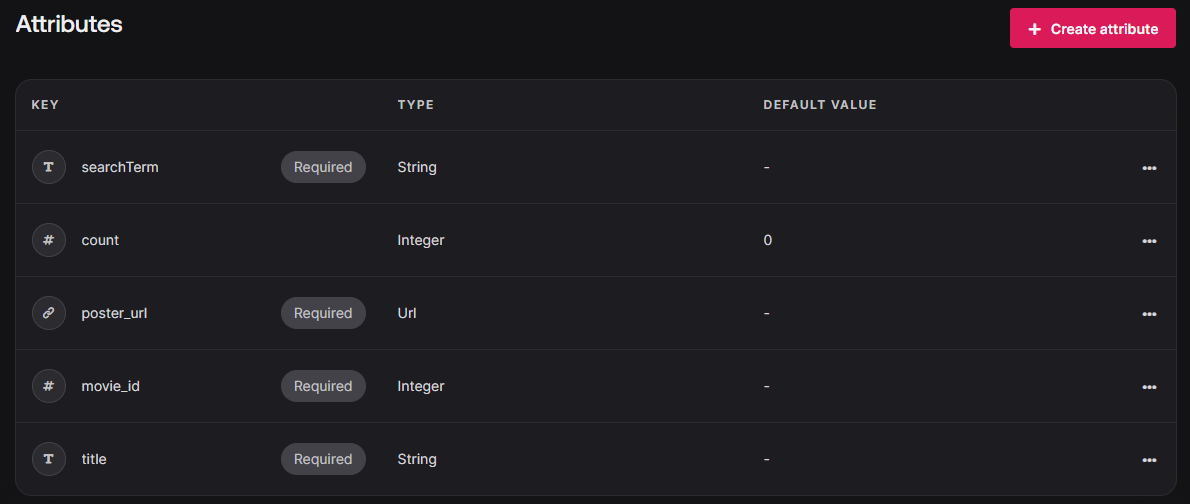 Attributes
+ Create attribute
KEY TYPE DEFAULT VALUE
T searchTerm Required String - •••
# count Integer 0 •••
poster_url Required Url - •••
# movie_id Required Integer - •••
T title Required String - •••